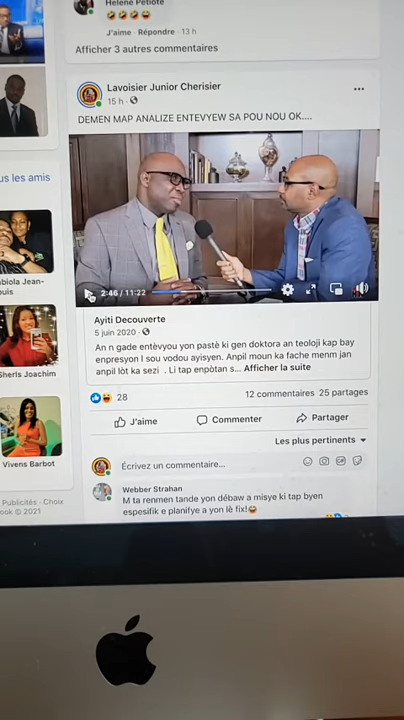 Helene Petiote
J'aime · Répondre · 13 h
Afficher 3 autres commentaires
Lavoisier Junior Cherisier
15 h ·
DEMEN MAP ANALIZE ENTEVYEW SA POU NOU OK....
us les amis
2:46 / 11:22
abiola Jean-
ouis
Ayiti Decouverte
5 juin 2020 ·
An n gade entèvyou yon pastè ki gen doktora an teoloji kap bay
enpresyon l sou vodou ayisyen. Anpil moun ka fache menm jan
anpil lòt ka sezi . Li tap enpòtan s... Afficher la suite
Sherls Joachim
28
12 commentaires 25 partages
J'aime
Commenter
Partager
Les plus pertinents
Vivens Barbot
Écrivez un commentaire...
GIF
Publicités · Choix
ook © 2021
Webber Strahan
M ta renmen tande yon débaw a misye ki tap byen
espesifik e planifye a yon lè fix!